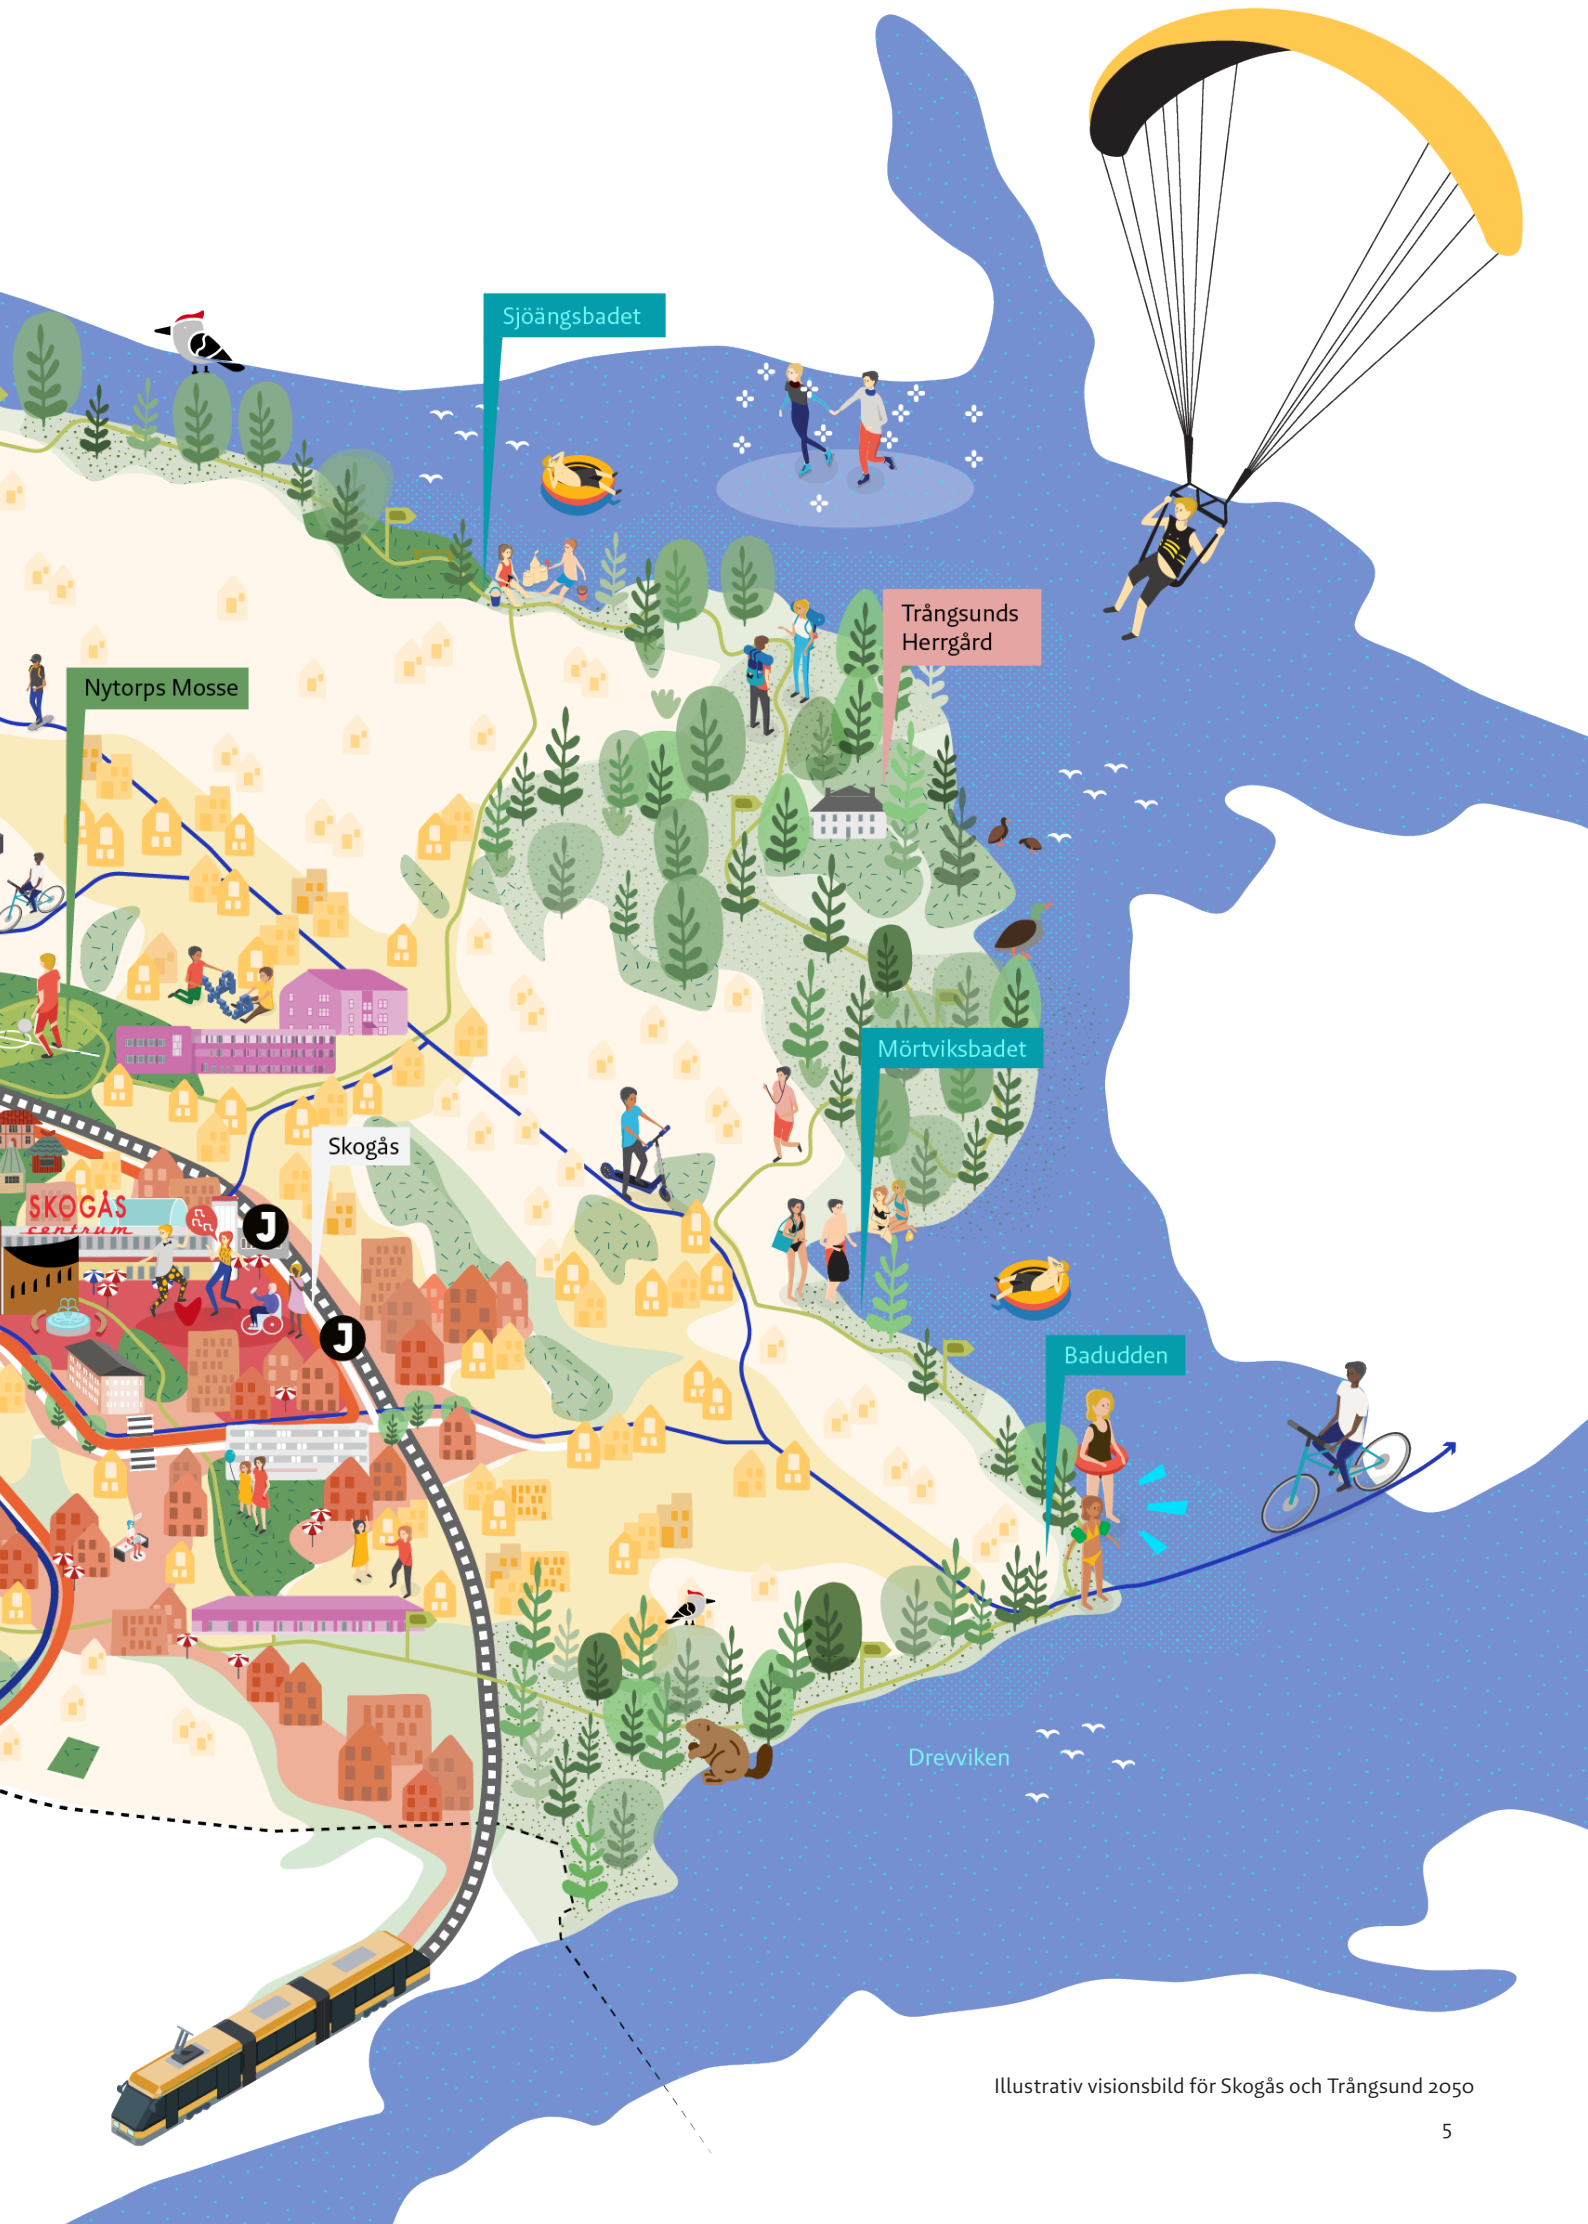 Sjöängsbadet
Trångsunds
Herrgård
Nytorps Mosse
Mörtviksbadet
Skogås
SKOGÅS
centrum
J
J
Badudden
Drevviken
Illustrativ visionsbild för Skogås och Trångsund 2050
5